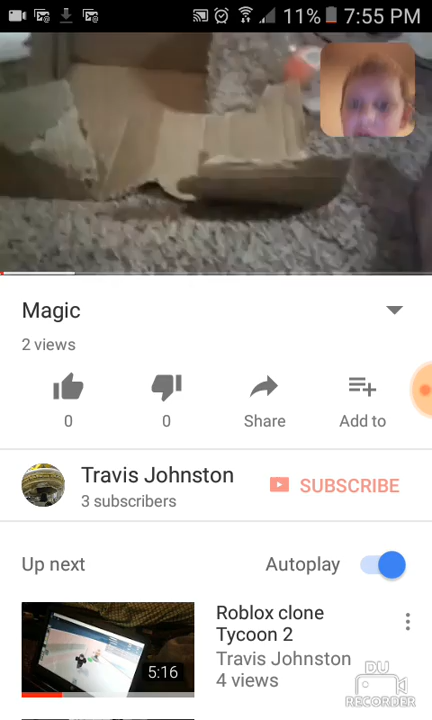 11% 7:55 PM
Magic
2 views
0 0 Share Add to
Travis Johnston
3 subscribers
SUBSCRIBE
Up next Autoplay
Roblox clone
Tycoon 2
Travis Johnston
4 views
5:16
DU
RECORDER